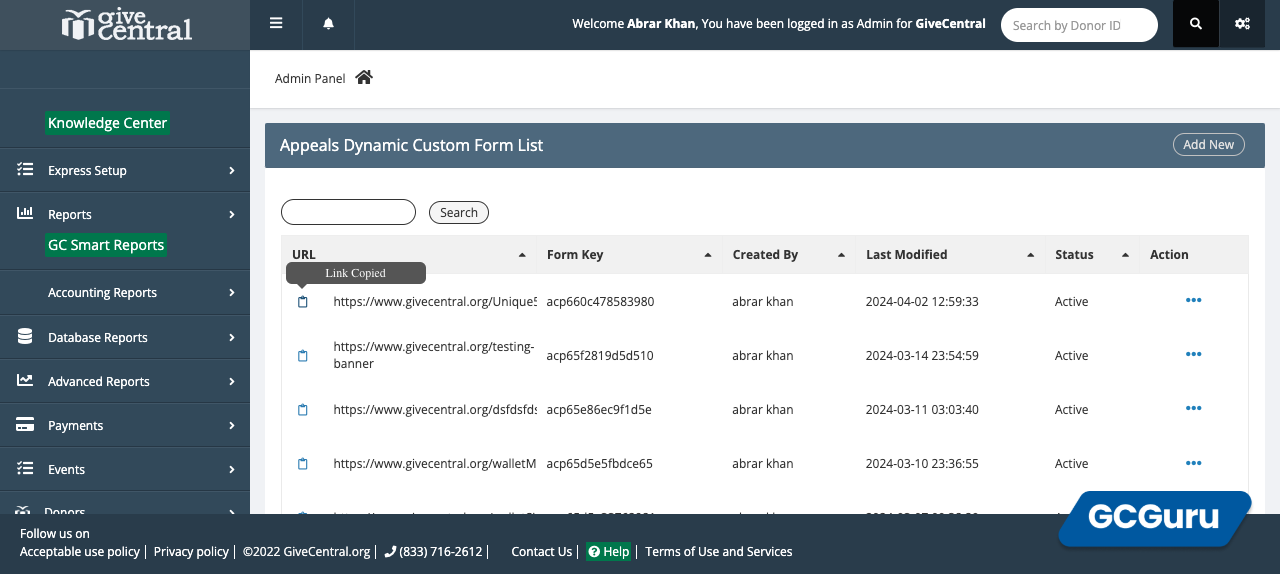 give central
Welcome Abrar Khan, You have been logged in as Admin for GiveCentral
Search by Donor ID
Admin Panel
Knowledge Center
Express Setup
Reports
GC Smart Reports
Accounting Reports
Database Reports
Advanced Reports
Payments
Events
Donors
Appeals Dynamic Custom Form List
Add New
Search
URL Form Key Created By Last Modified Status Action
Link Copied
https://www.givecentral.org/Unique5 acp660c478583980 abrar khan 2024-04-02 12:59:33 Active
https://www.givecentral.org/testing-
banner acp65f2819d5d510 abrar khan 2024-03-14 23:54:59 Active
https://www.givecentral.org/dsfdsfds acp65e86ec9f1d5e abrar khan 2024-03-11 03:03:40 Active
https://www.givecentral.org/walletM acp65d5e5fbdce65 abrar khan 2024-03-10 23:36:55 Active
GCGuru
Follow us on
Acceptable use policy | Privacy policy | ©2022 GiveCentral.org | (833) 716-2612 | Contact Us | Help | Terms of Use and Services